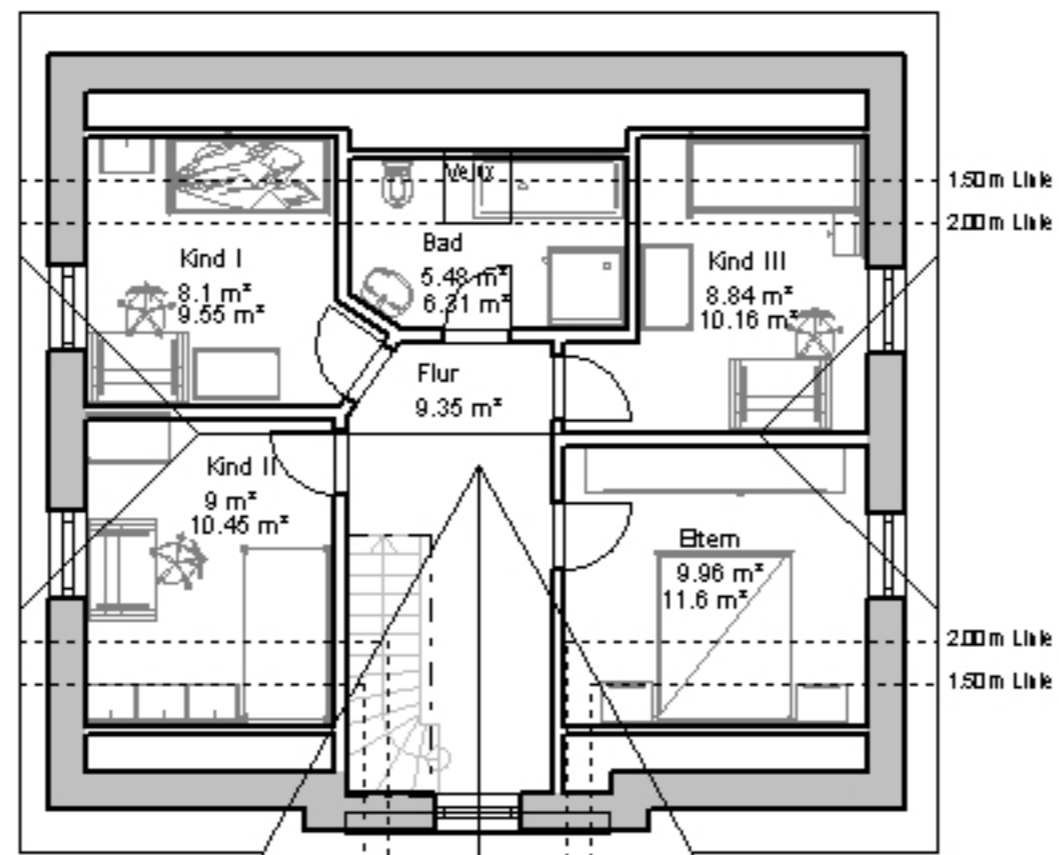 Velux
1.50 m Linie
2.00 m Linie
Bad
5.48 m²
6.31 m²
Kind I
8.1 m²
9.55 m²
Kind III
8.84 m²
10.16 m²
Flur
9.35 m²
Kind II
9 m²
10.45 m²
Eltern
9.96 m²
11.6 m²
2.00 m Linie
1.50 m Linie